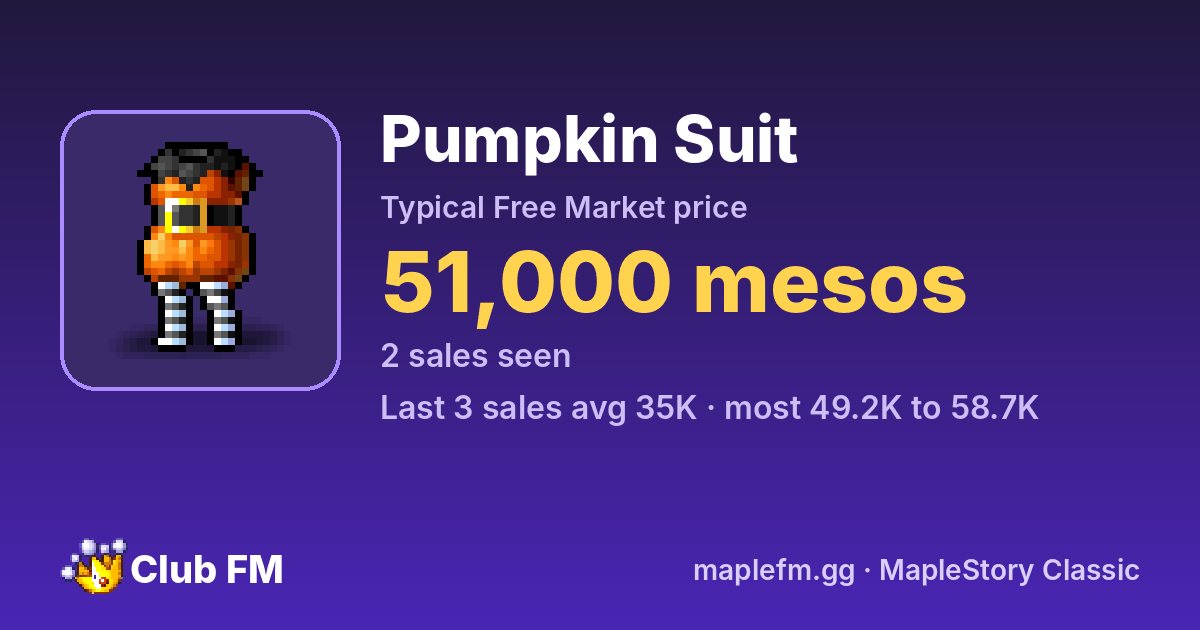 Pumpkin Suit
Typical Free Market price
51,000 mesos
2 sales seen
Last 3 sales avg 35K · most 49.2K to 58.7K
Club FM
maplefm.gg · MapleStory Classic